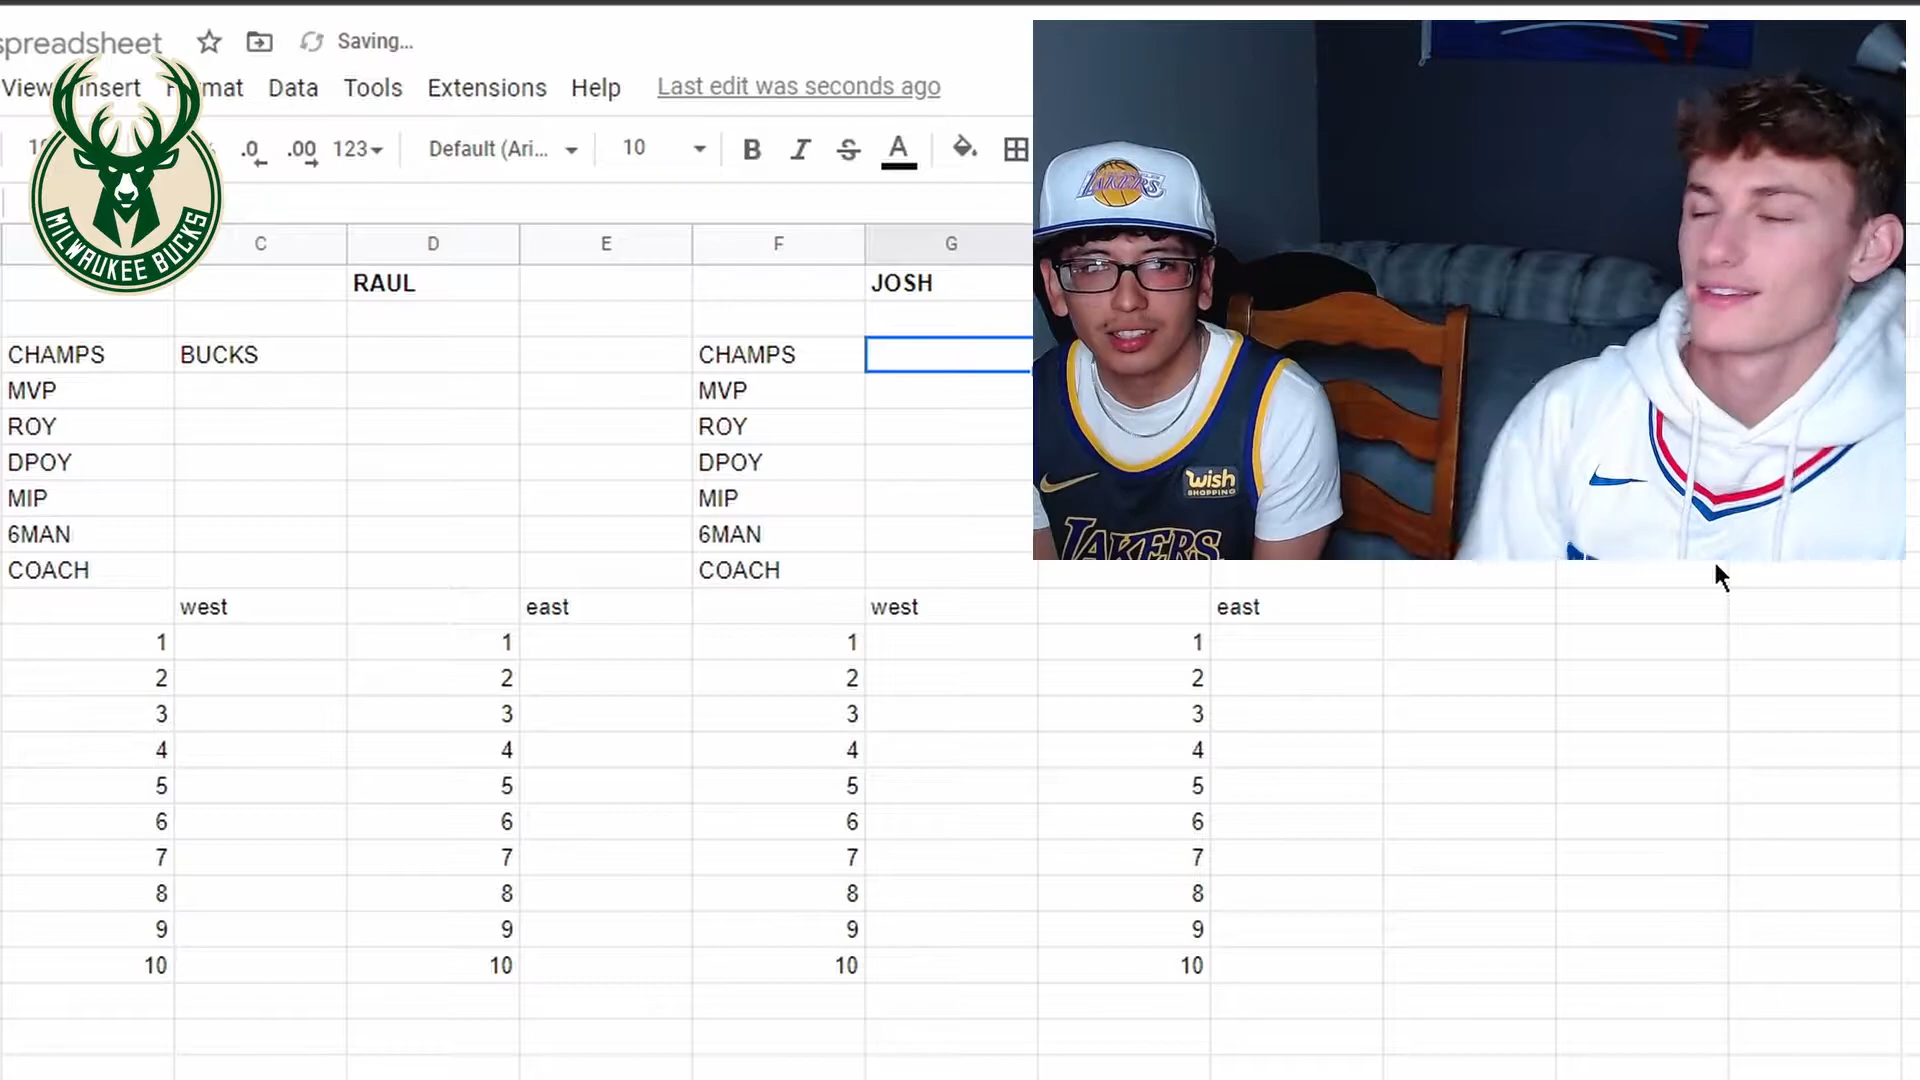 spreadsheet Saving...
View Insert Format Data Tools Extensions Help Last edit was seconds ago
.0 .00 123 Default (Ari... 10 B I S A
MILWAUKEE BUCKS
C D E F G
RAUL JOSH
CHAMPS BUCKS CHAMPS
MVP MVP
ROY ROY
DPOY DPOY
MIP MIP
6MAN 6MAN
COACH COACH
west east west east
1 1 1 1
2 2 2 2
3 3 3 3
4 4 4 4
5 5 5 5
6 6 6 6
7 7 7 7
8 8 8 8
9 9 9 9
10 10 10 10
LAKERS
wish
SHOPPING
LAKERS